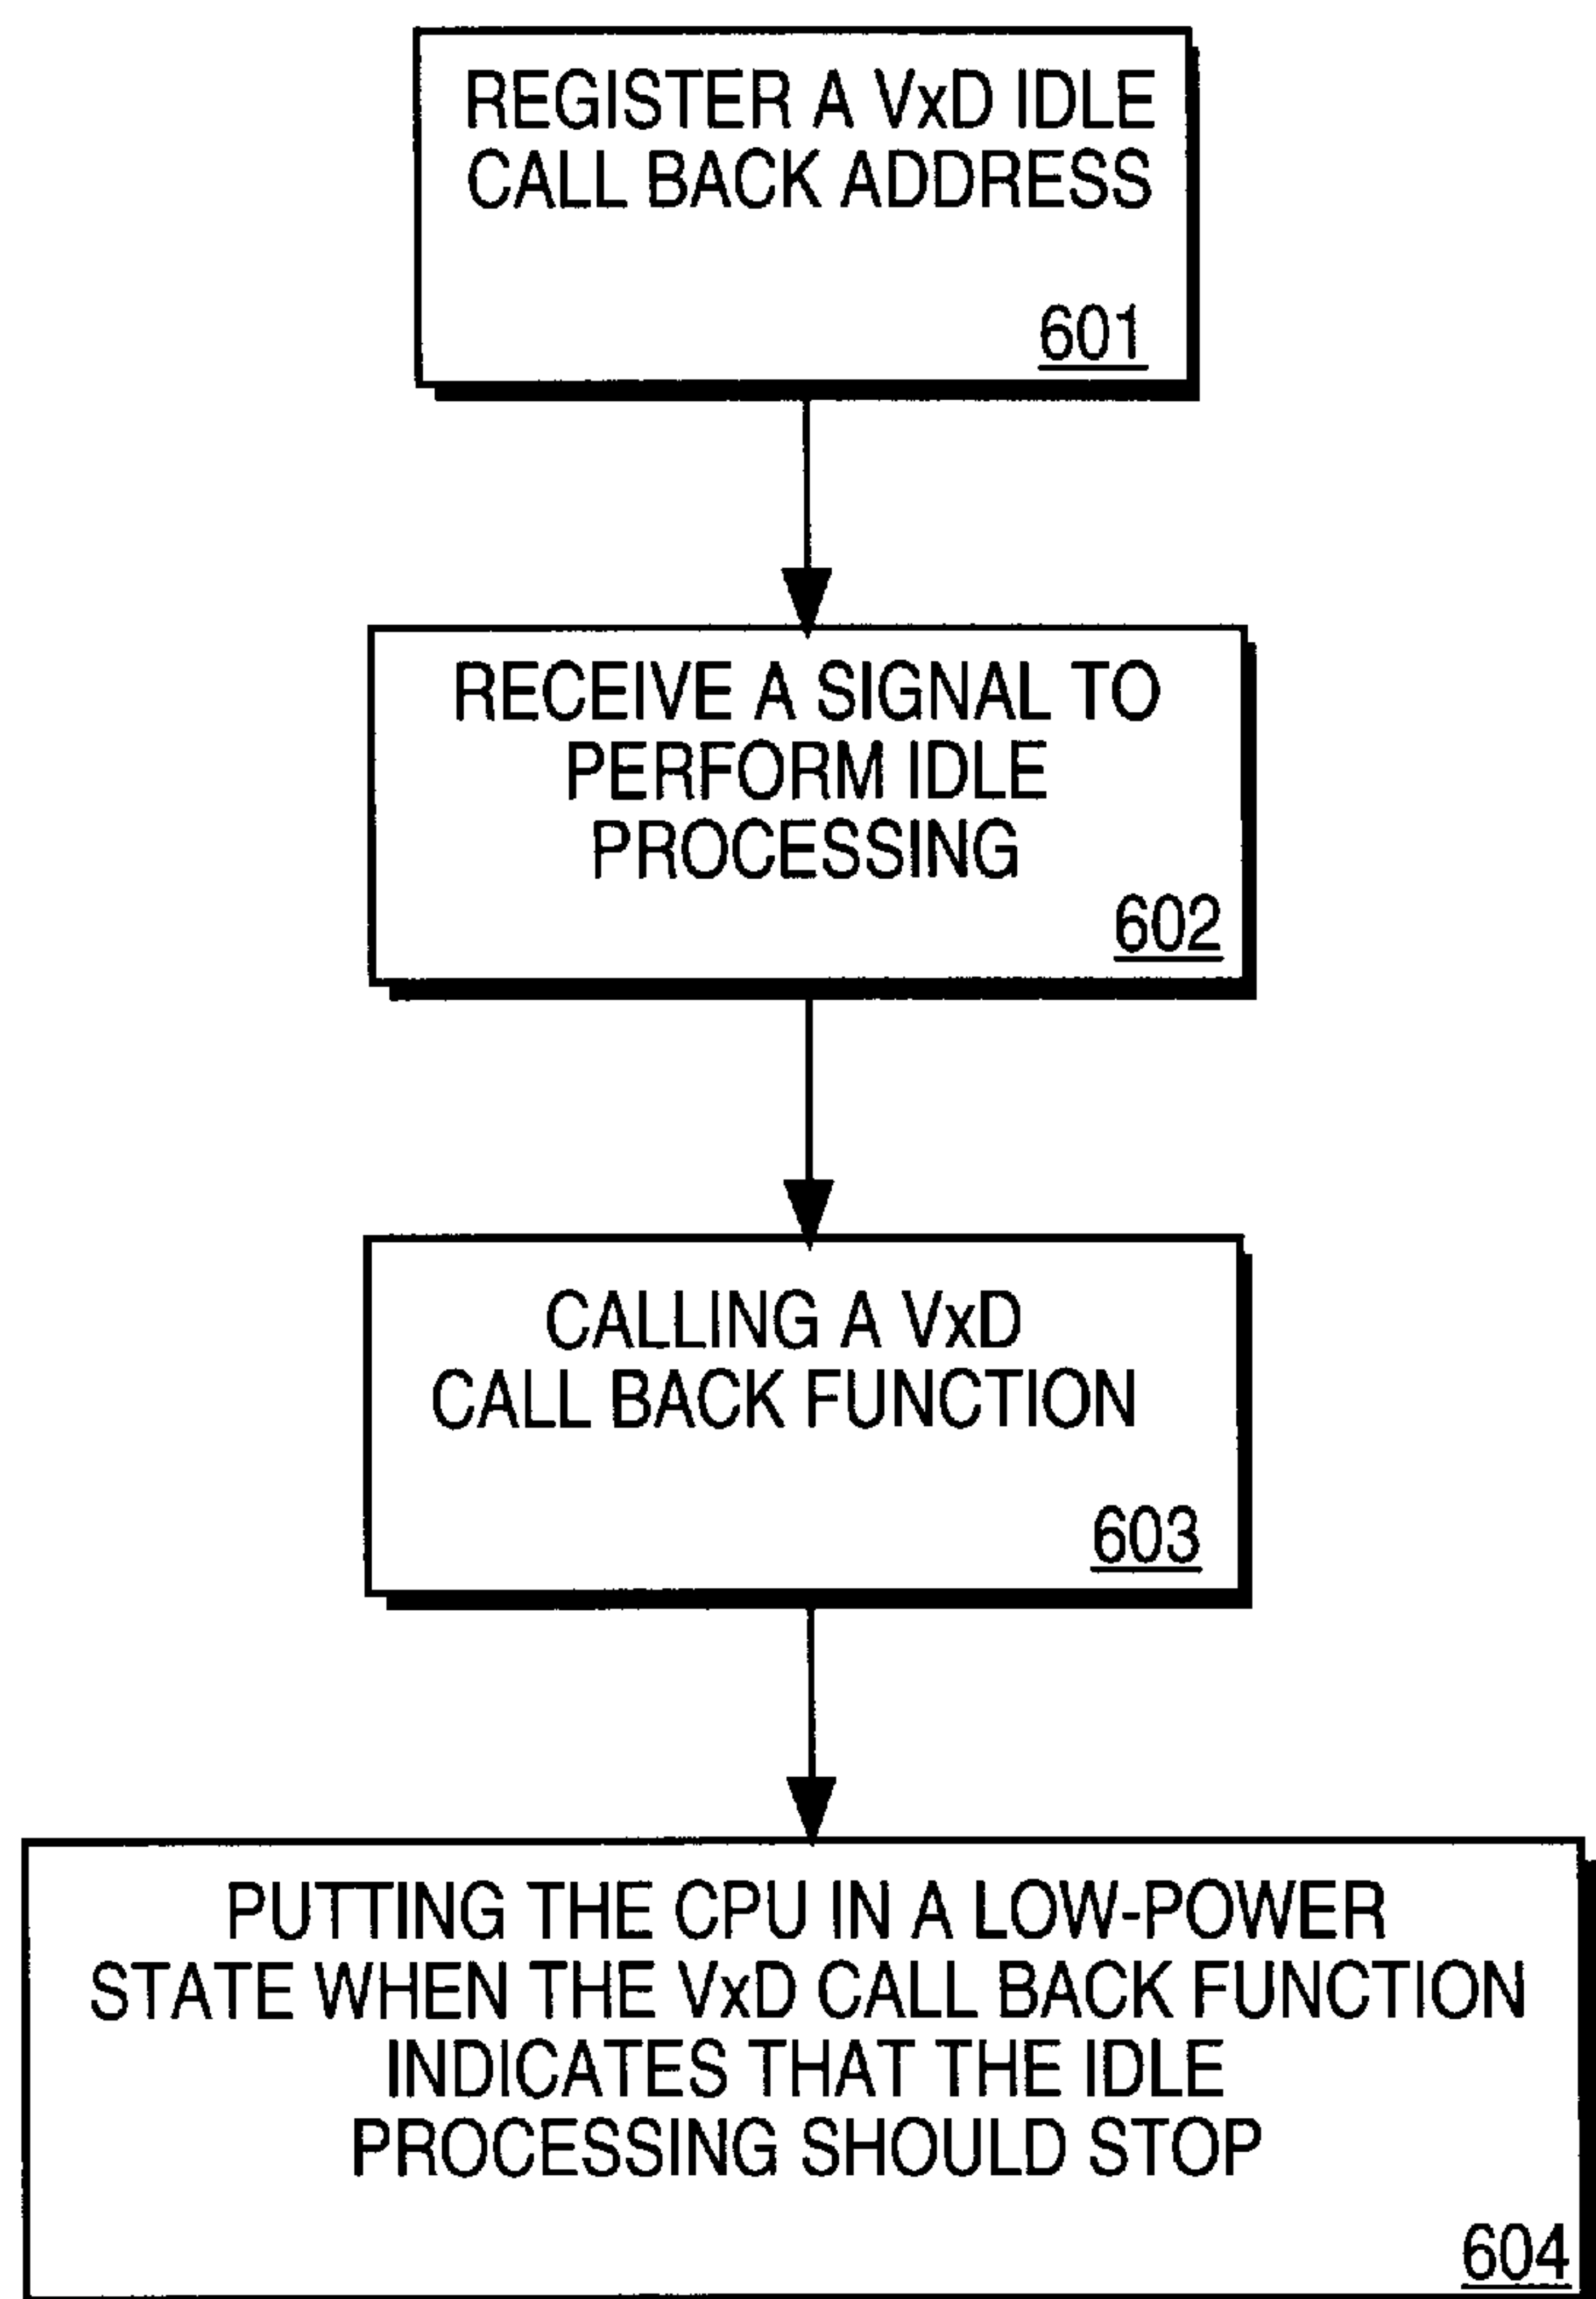 REGISTER A VxD IDLE
CALL BACK ADDRESS
601
RECEIVE A SIGNAL TO
PERFORM IDLE
PROCESSING
602
CALLING A VxD
CALL BACK FUNCTION
603
PUTTING THE CPU IN A LOW-POWER
STATE WHEN THE VxD CALL BACK FUNCTION
INDICATES THAT THE IDLE
PROCESSING SHOULD STOP
604